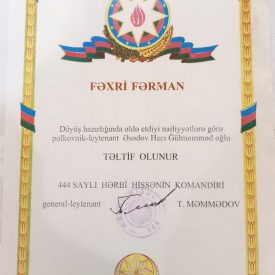 FƏXRİ FƏRMAN
Döyüş hazırlığında əldə etdiyi nailiyyətlərə görə
polkovnik-leytenant Əsədov Hacı Gülməmməd oğlu
TƏLTİF OLUNUR
444 SAYLI HƏRBİ HİSSƏNİN KOMANDİRİ
general-leytenant T. MƏMMƏDOV